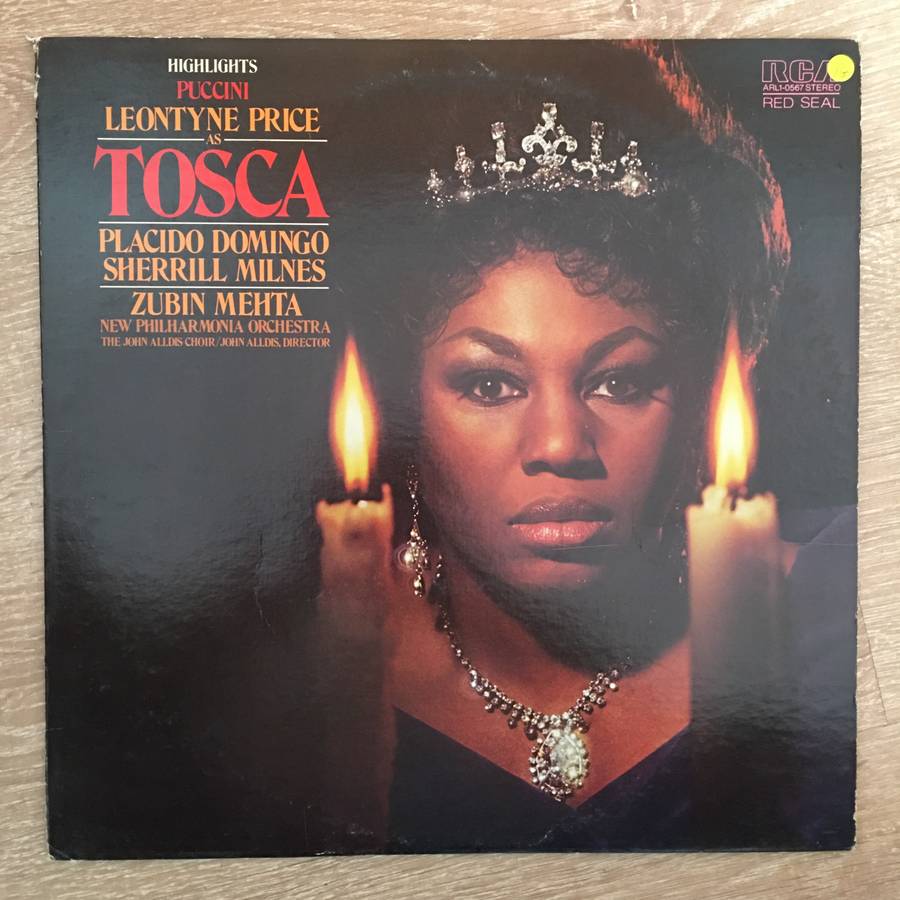 HIGHLIGHTS
PUCCINI
LEONTYNE PRICE
AS
TOSCA
PLACIDO DOMINGO
SHERRILL MILNES
ZUBIN MEHTA
NEW PHILHARMONIA ORCHESTRA
THE JOHN ALLDIS CHOIR/JOHN ALLDIS, DIRECTOR
RCA
ARL1-0567 STEREO
RED SEAL